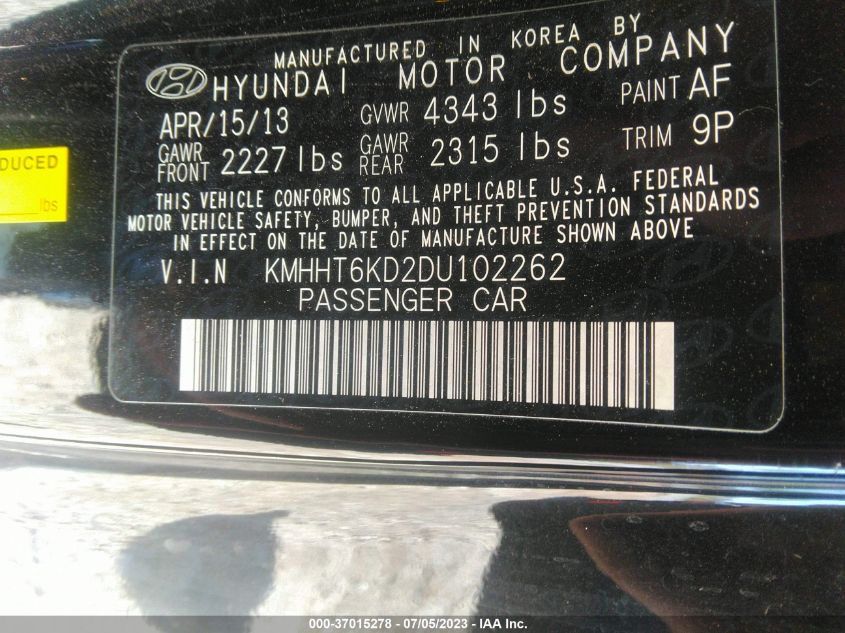 MANUFACTURED IN KOREA BY
HYUNDAI MOTOR COMPANY
APR/15/13 GVWR 4343 lbs PAINT AF
GAWR FRONT 2227 lbs GAWR REAR 2315 lbs TRIM 9P
THIS VEHICLE CONFORMS TO ALL APPLICABLE U.S.A. FEDERAL
MOTOR VEHICLE SAFETY, BUMPER, AND THEFT PREVENTION STANDARDS
IN EFFECT ON THE DATE OF MANUFACTURE SHOWN ABOVE
V.I.N KMHHT6KD2DU102262
PASSENGER CAR
DUCED
lbs
000-37015278 - 07/05/2023 - IAA Inc.